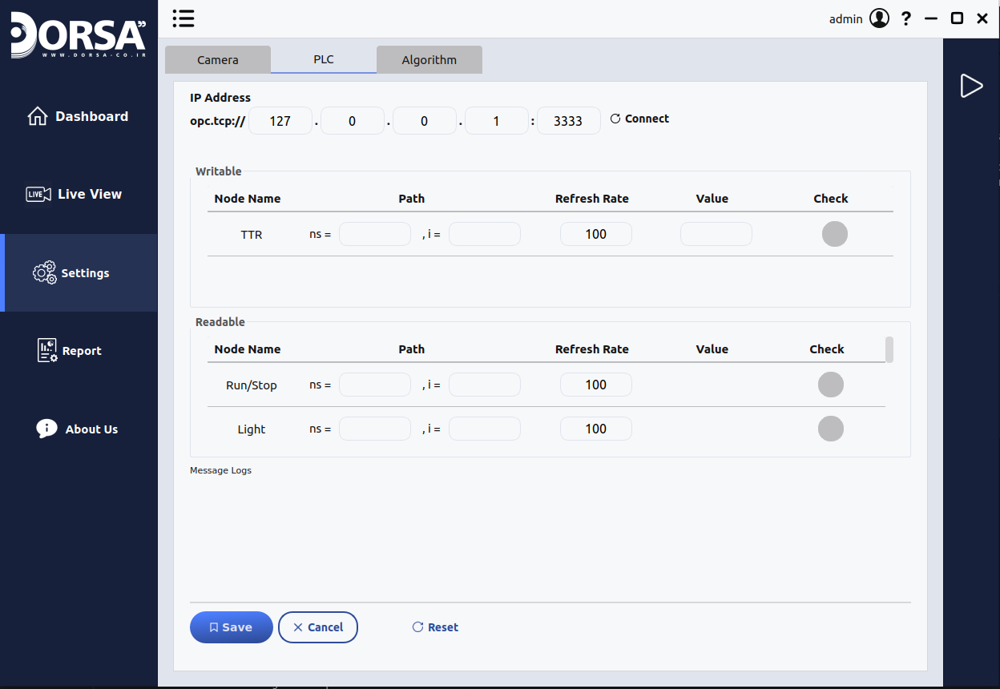 DORSA
WWW.DORSA-CO.IR
admin ?
Dashboard
LIVE Live View
Settings
Report
About Us
Camera PLC Algorithm
IP Address
opc.tcp:// 127 . 0 . 0 . 1 : 3333 Connect
Writable
Node Name Path Refresh Rate Value Check
TTR ns = , i = 100
Readable
Node Name Path Refresh Rate Value Check
Run/Stop ns = , i = 100
Light ns = , i = 100
Message Logs
Save Cancel Reset